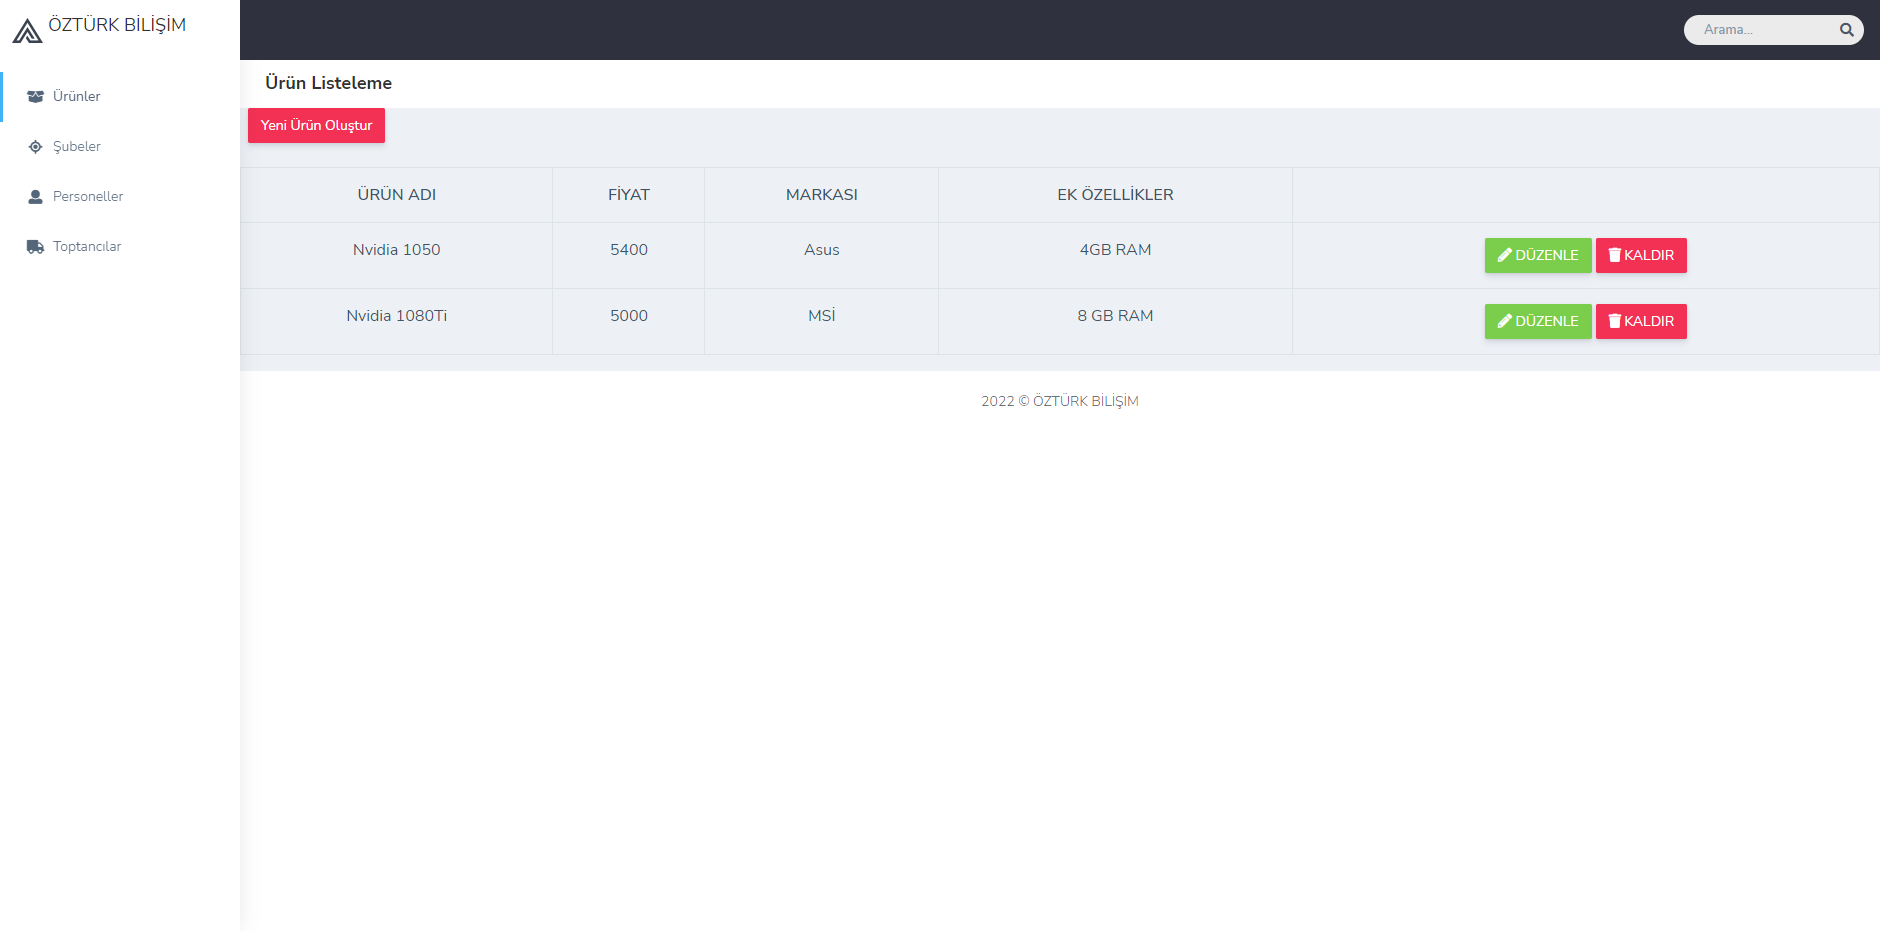 ÖZTÜRK BİLİŞİM
Arama...
Ürünler
Şubeler
Personeller
Toptancılar
Ürün Listeleme
Yeni Ürün Oluştur
ÜRÜN ADI FİYAT MARKASI EK ÖZELLİKLER
Nvidia 1050 5400 Asus 4GB RAM DÜZENLE KALDIR
Nvidia 1080Ti 5000 MSİ 8 GB RAM DÜZENLE KALDIR
2022 © ÖZTÜRK BİLİŞİM